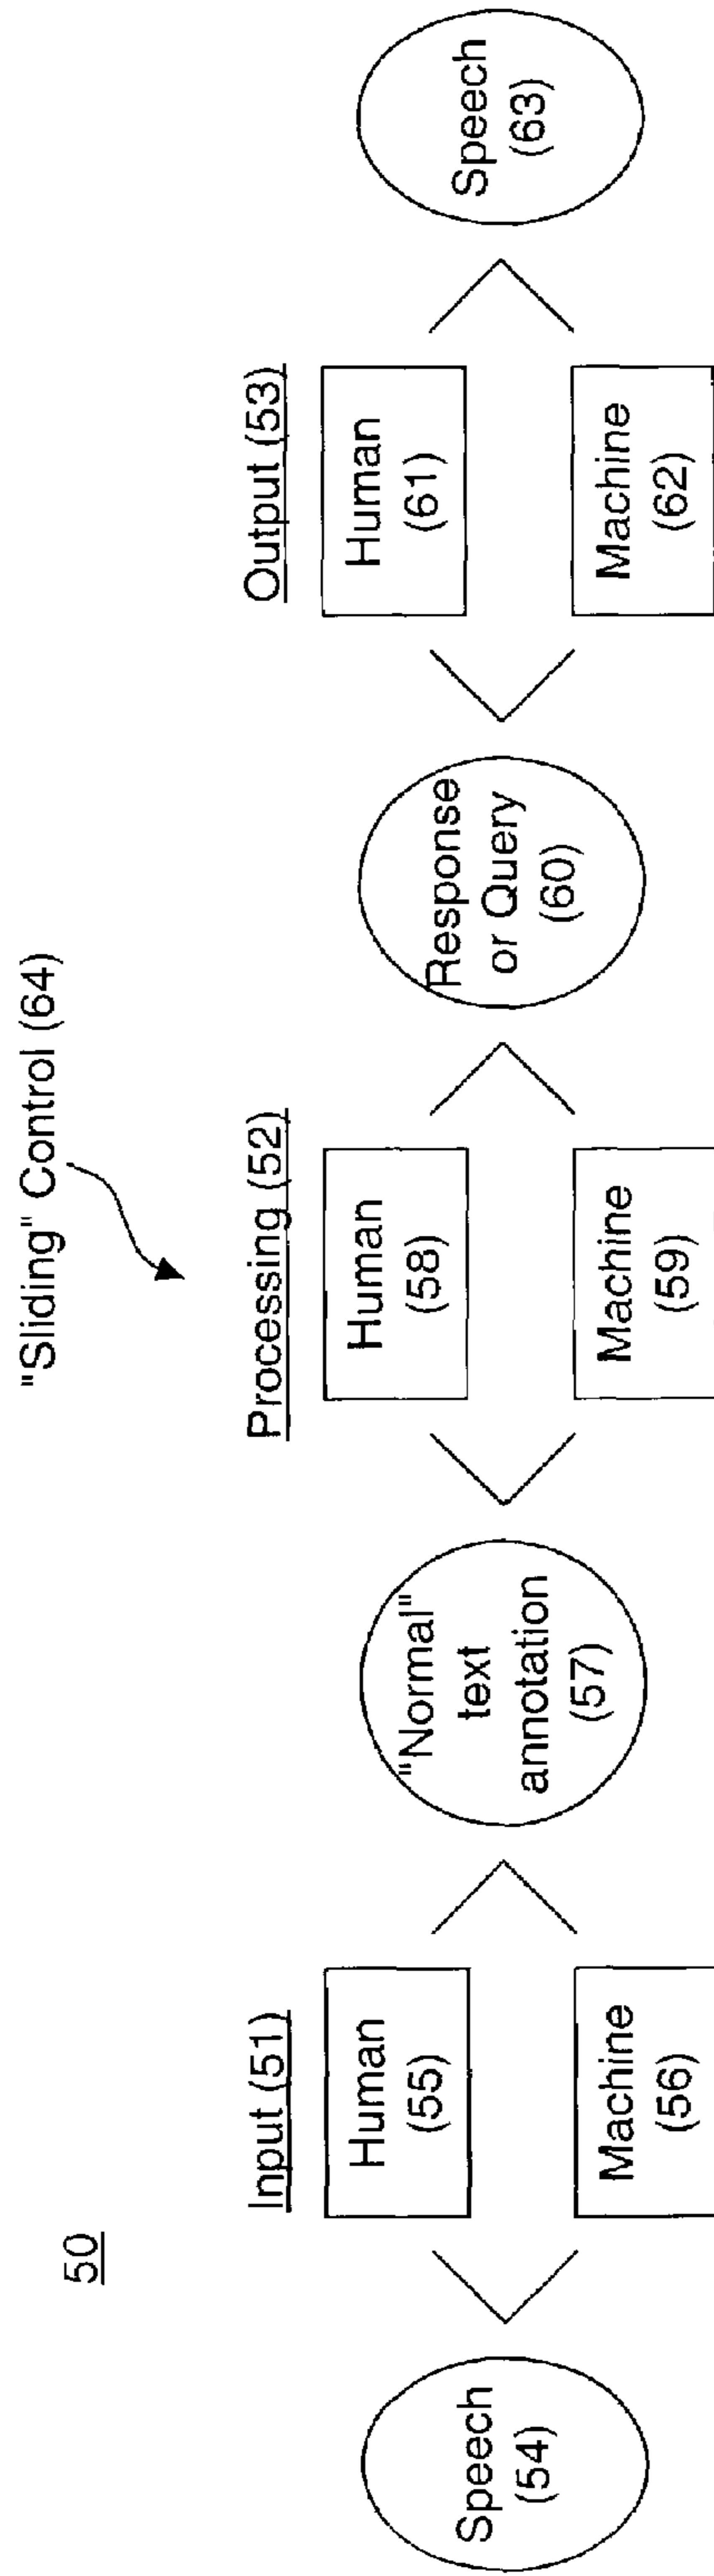 50
"Sliding" Control (64)
Input (51)
Processing (52)
Output (53)
Speech
(54)
Human
(55)
Machine
(56)
"Normal"
text
annotation
(57)
Human
(58)
Machine
(59)
Response
or Query
(60)
Human
(61)
Machine
(62)
Speech
(63)